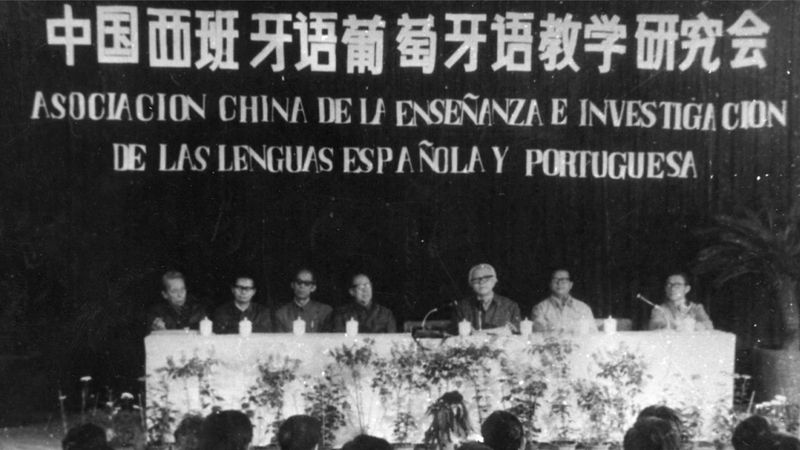 中国西班牙语葡萄牙语教学研究会
ASOCIACION CHINA DE LA ENSEÑANZA E INVESTIGACION
DE LAS LENGUAS ESPAÑOLA Y PORTUGUESA